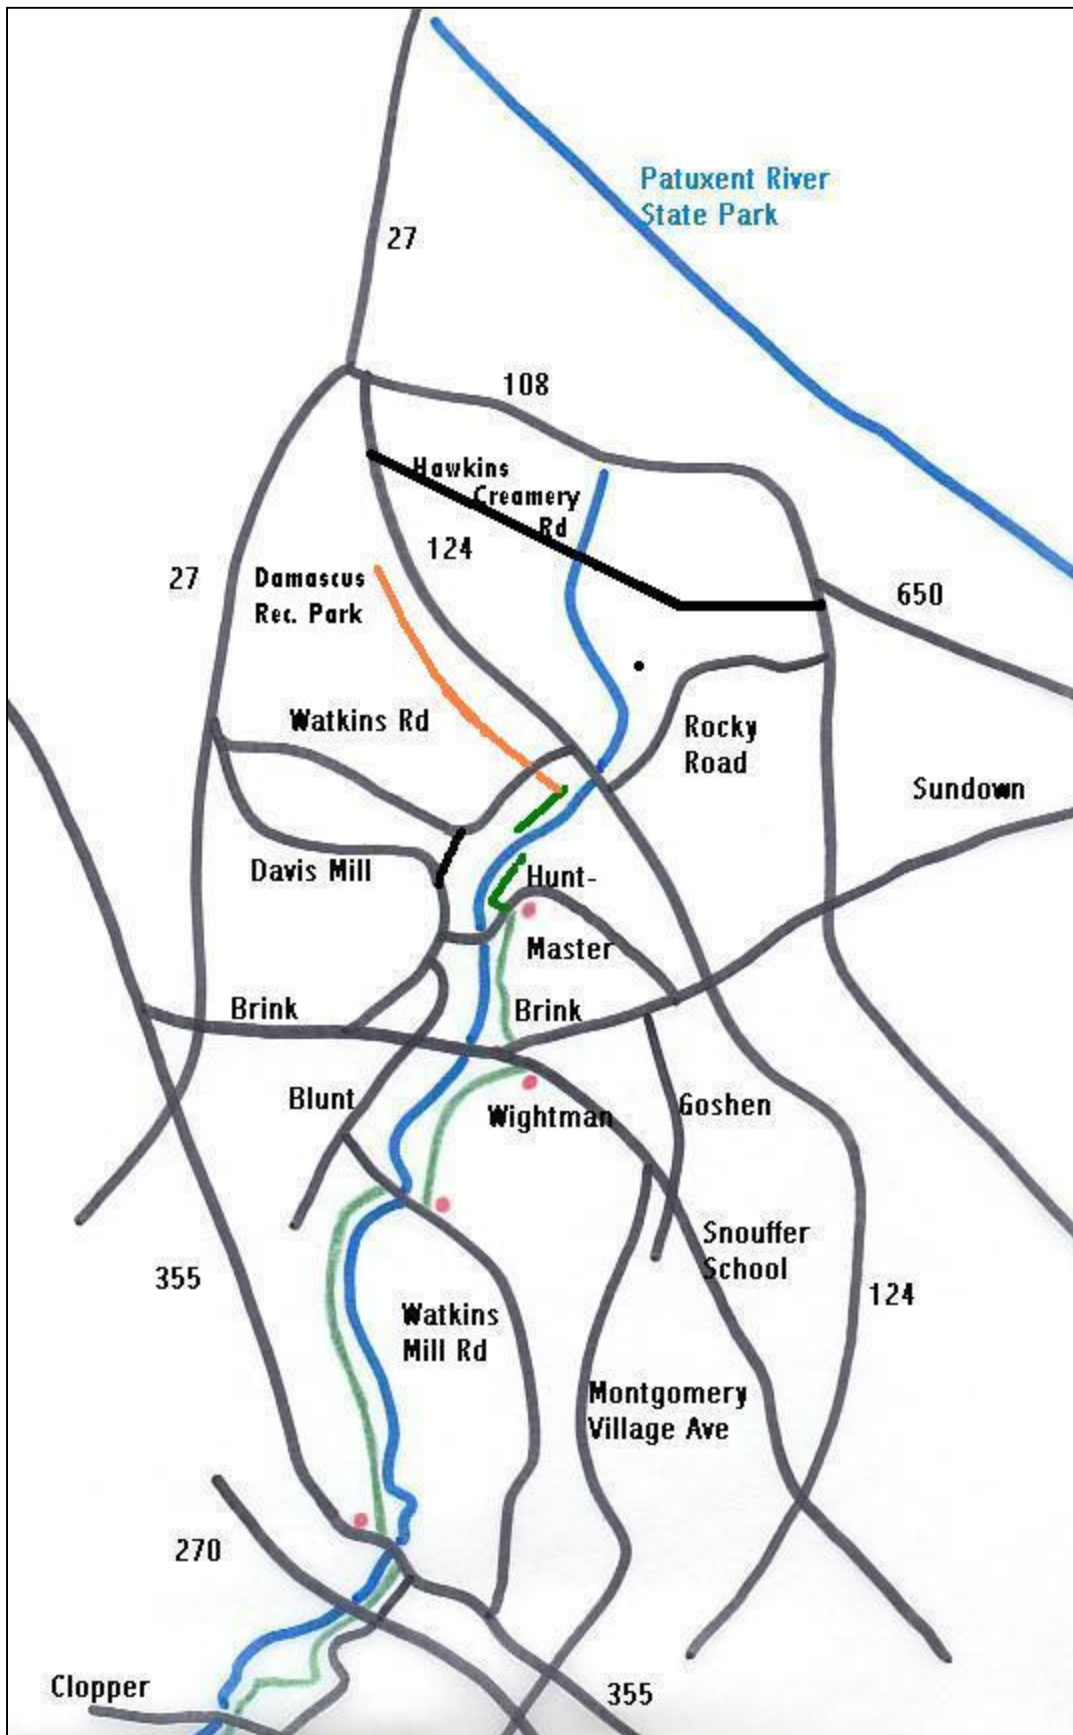 Patuxent River
State Park
27
108
Hawkins
Creamery
Rd
124
27
Damascus
Rec. Park
650
Watkins Rd
Rocky
Road
Sundown
Davis Mill
Hunt-
Master
Brink
Brink
Blunt
Wightman
Goshen
Snouffer
School
355
124
Watkins
Mill Rd
Montgomery
Village Ave
270
Clopper
355